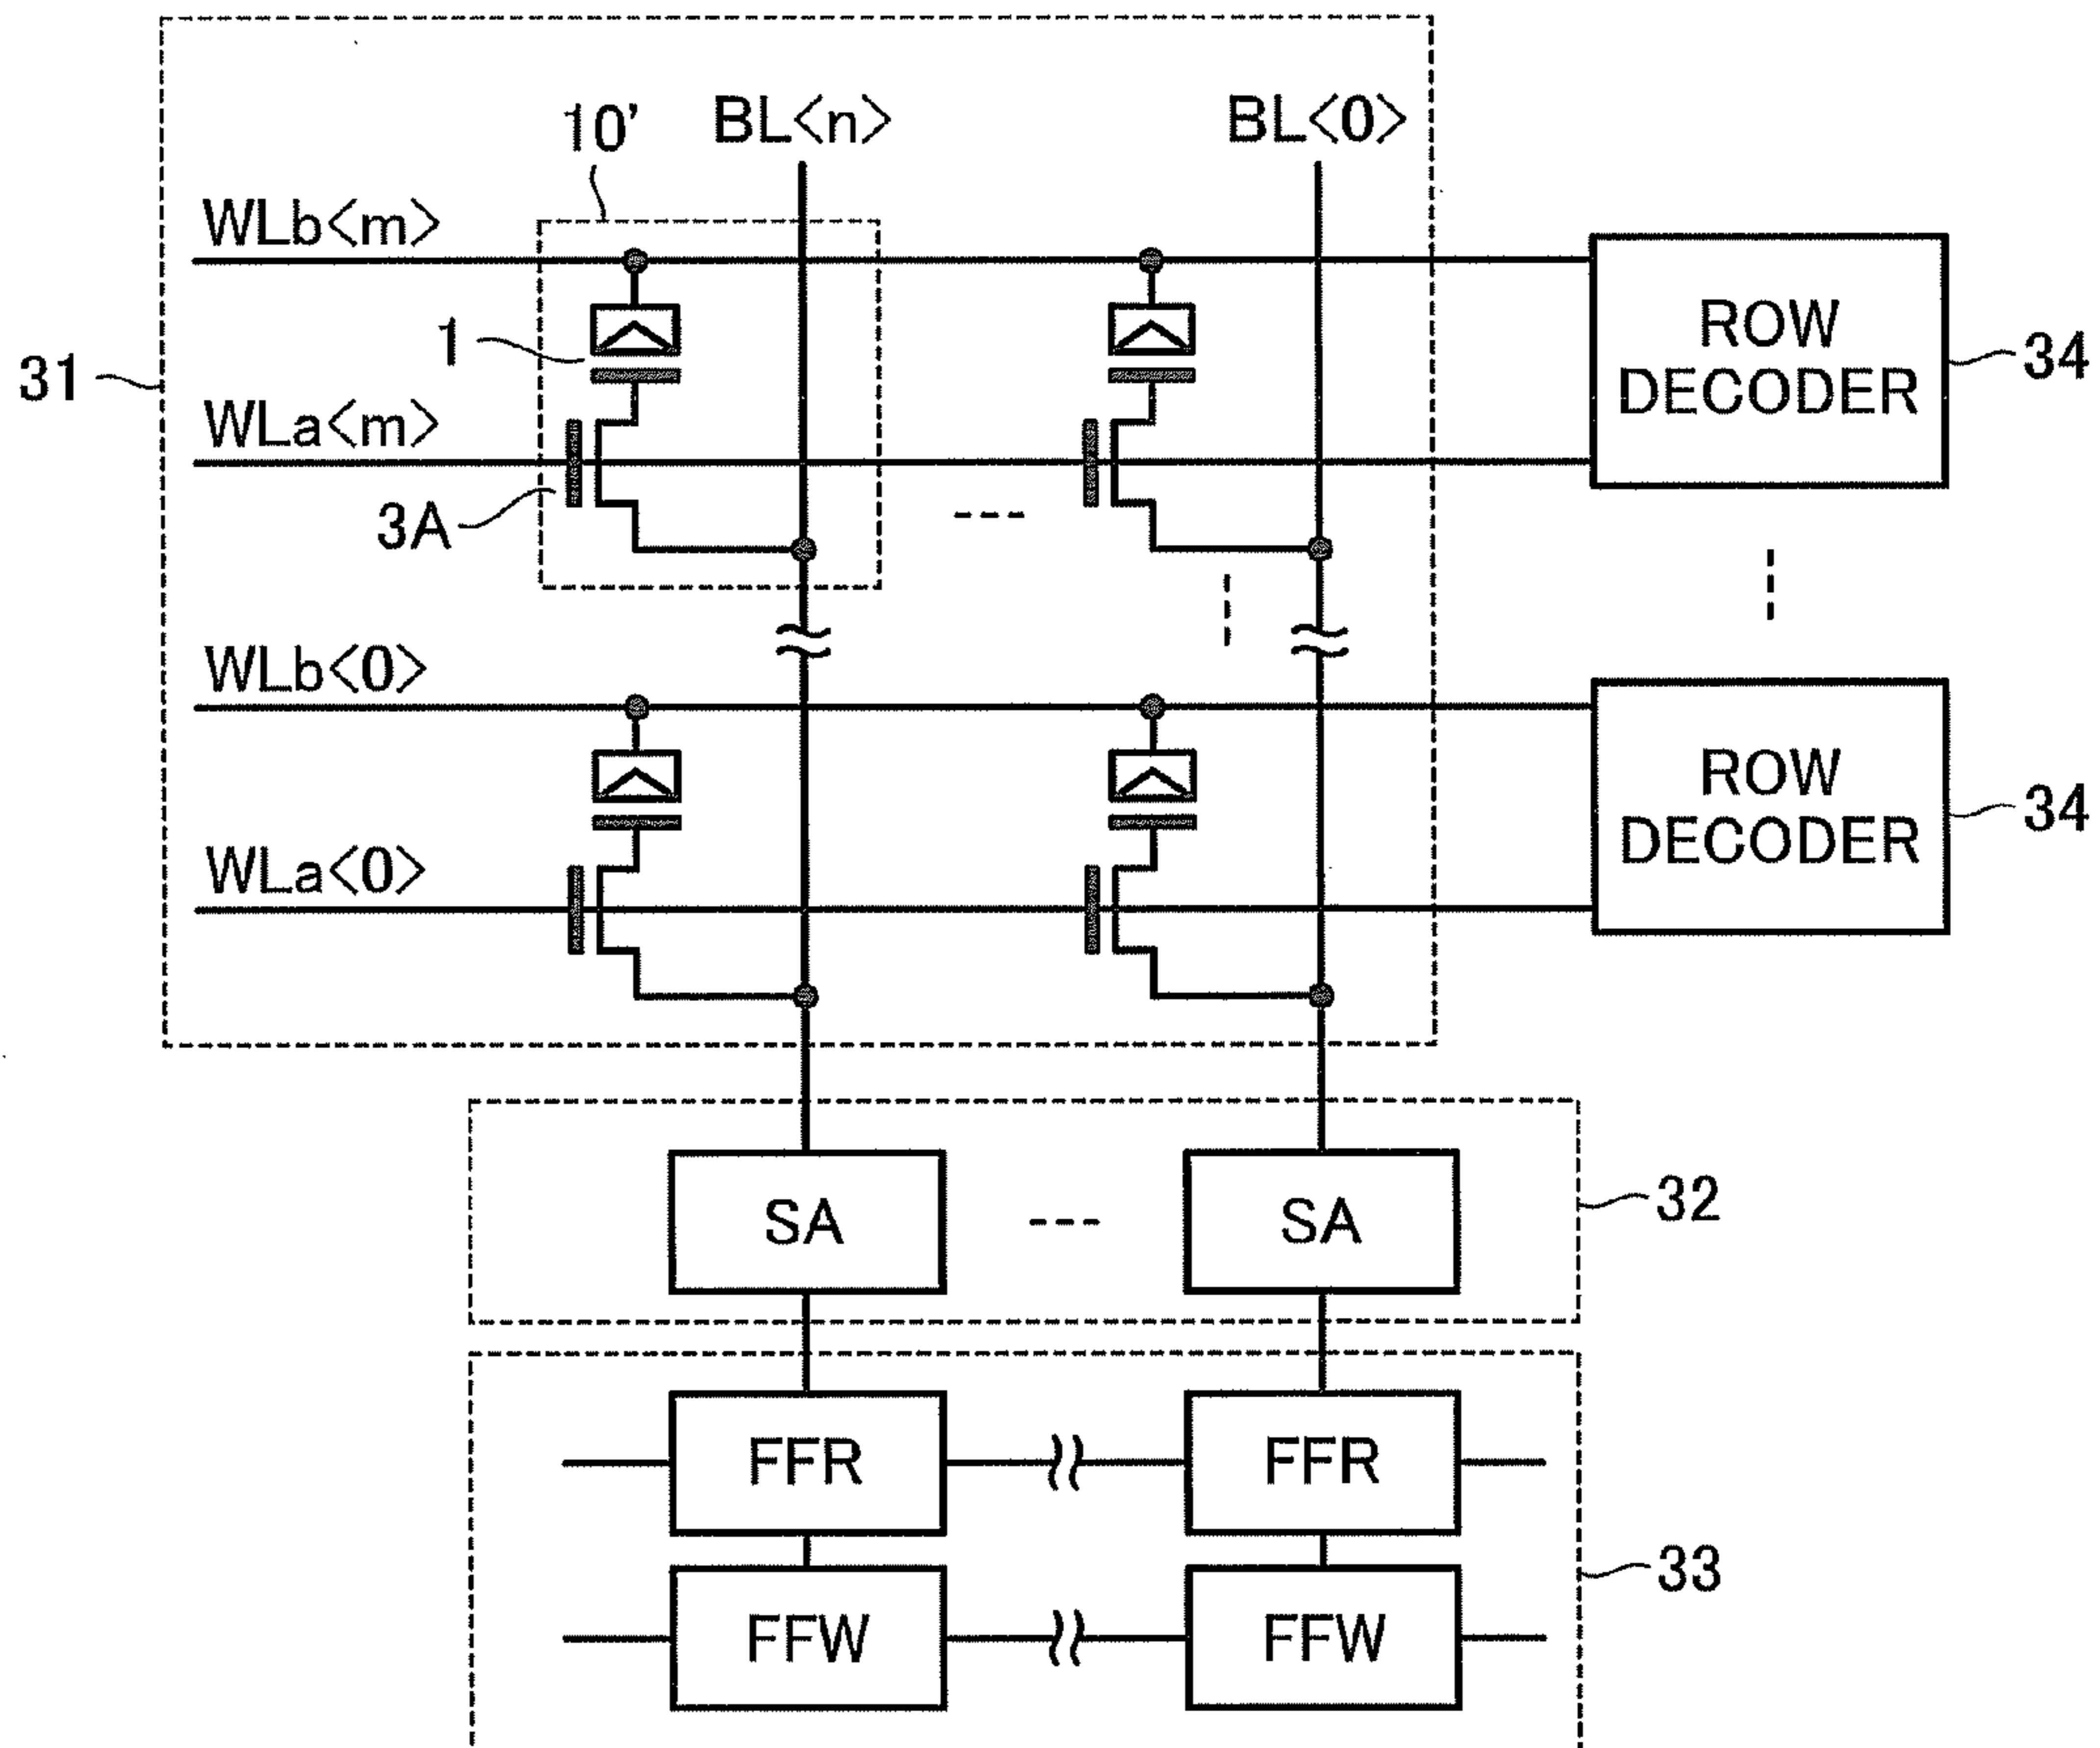 10'
BL<n>
BL<0>
WLb<m>
1
ROW
DECODER
34
31
WLa<m>
3A
WLb<0>
ROW
DECODER
34
WLa<0>
SA
SA
32
FFR
FFR
33
FFW
FFW